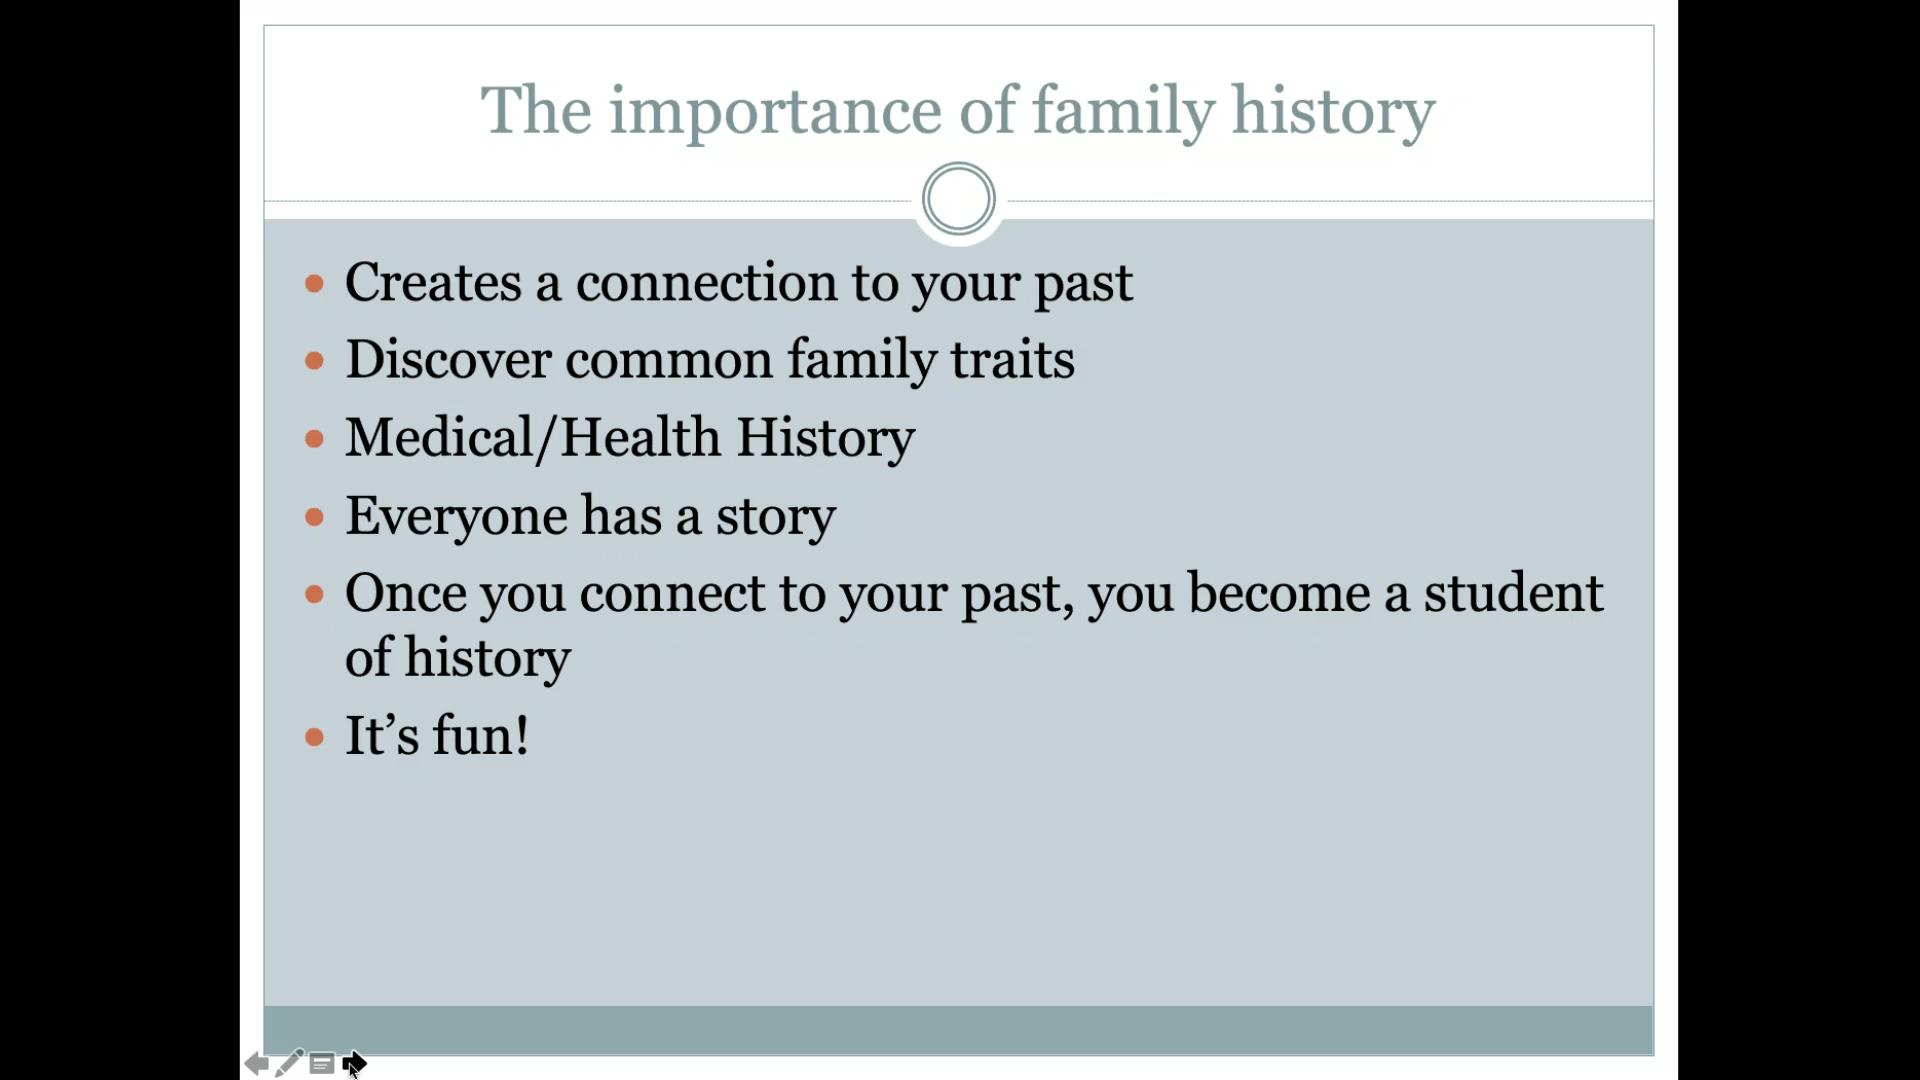 The importance of family history
Creates a connection to your past
Discover common family traits
Medical/Health History
Everyone has a story
Once you connect to your past, you become a student
of history
It’s fun!